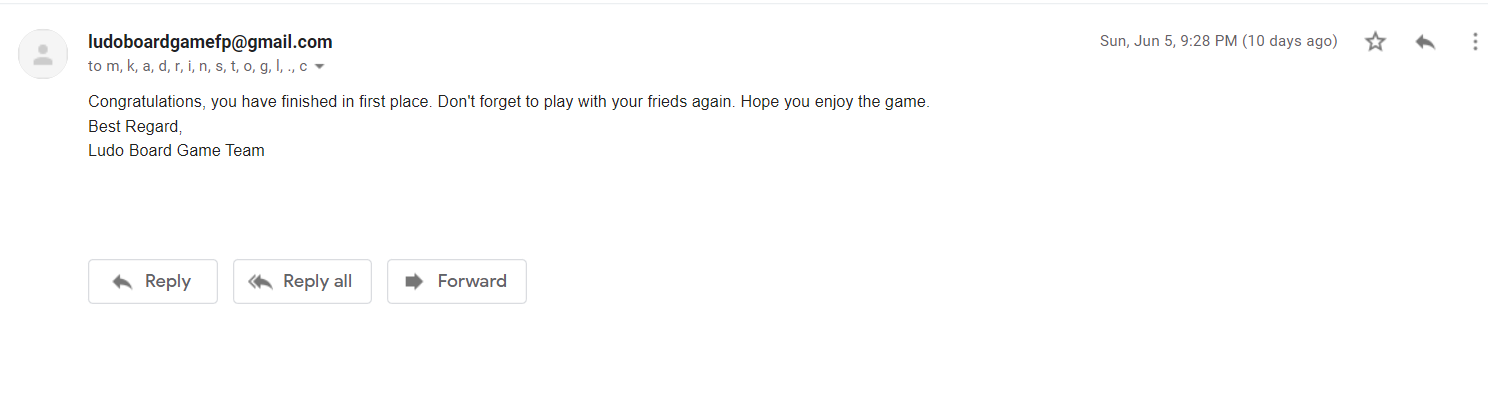 ludoboardgamefp@gmail.com
Sun, Jun 5, 9:28 PM (10 days ago)
to m, k, a, d, r, i, n, s, t, o, g, l, ., c
Congratulations, you have finished in first place. Don't forget to play with your frieds again. Hope you enjoy the game.
Best Regard,
Ludo Board Game Team
Reply
Reply all
Forward